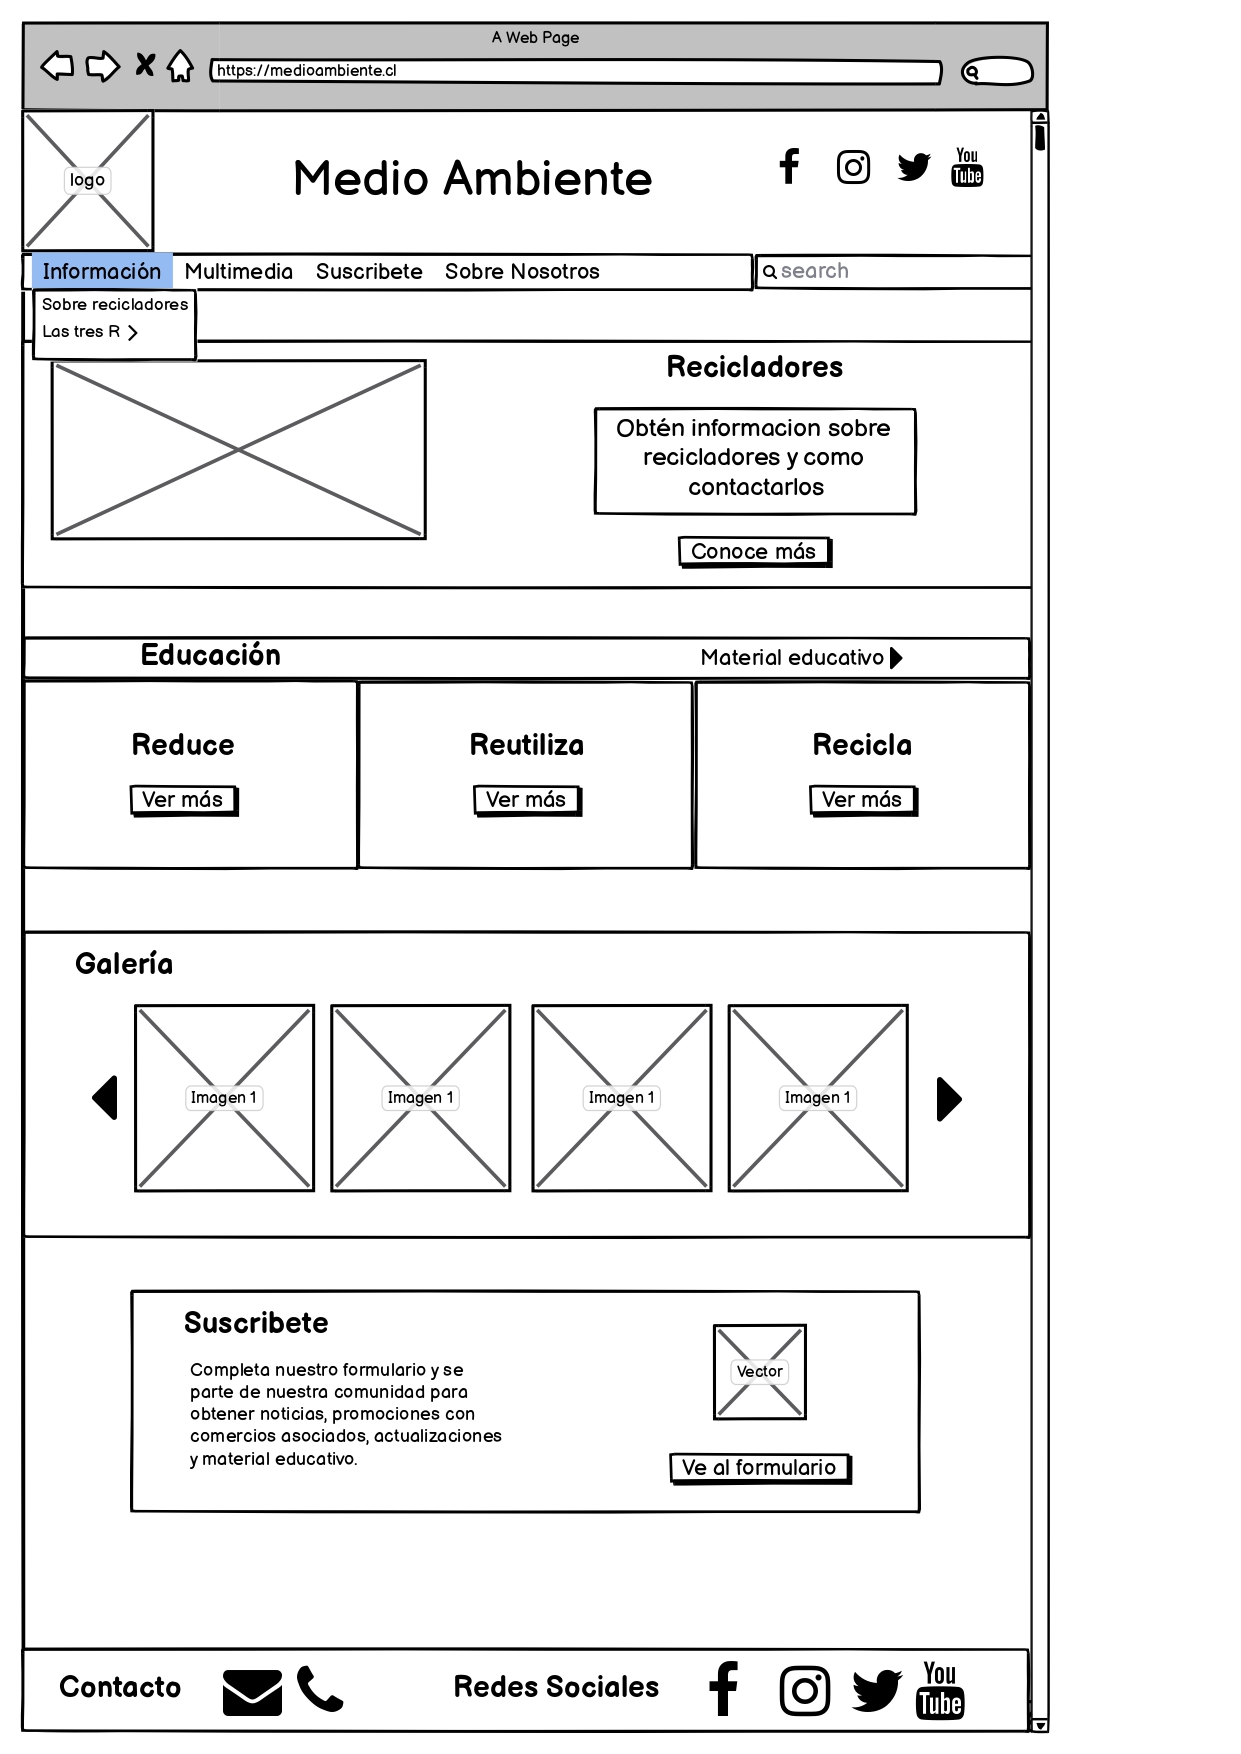 A Web Page
https://medioambiente.cl
logo
Medio Ambiente
You
Tube
Información Multimedia Suscribete Sobre Nosotros
search
Sobre recicladores
Las tres R
Recicladores
Obtén informacion sobre
recicladores y como
contactarlos
Conoce más
Educación
Material educativo
Reduce
Reutiliza
Recicla
Ver más
Ver más
Ver más
Galería
Imagen 1
Imagen 1
Imagen 1
Imagen 1
Suscribete
Completa nuestro formulario y se
parte de nuestra comunidad para
obtener noticias, promociones con
comercios asociados, actualizaciones
y material educativo.
Vector
Ve al formulario
Contacto
Redes Sociales
You
Tube